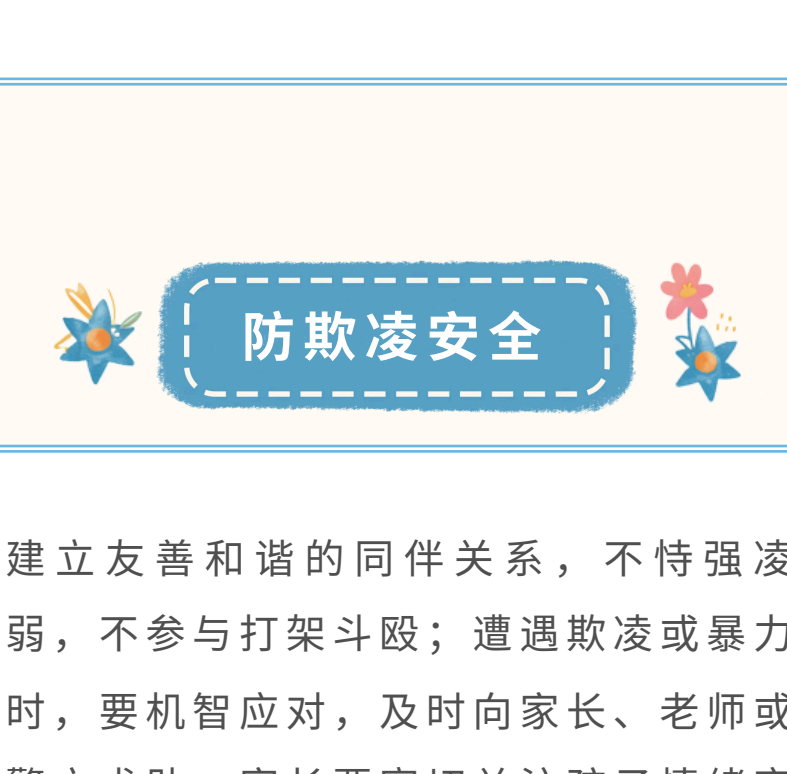 防欺凌安全
建立友善和谐的同伴关系，不恃强凌
弱，不参与打架斗殴；遭遇欺凌或暴力
时，要机智应对，及时向家长、老师或